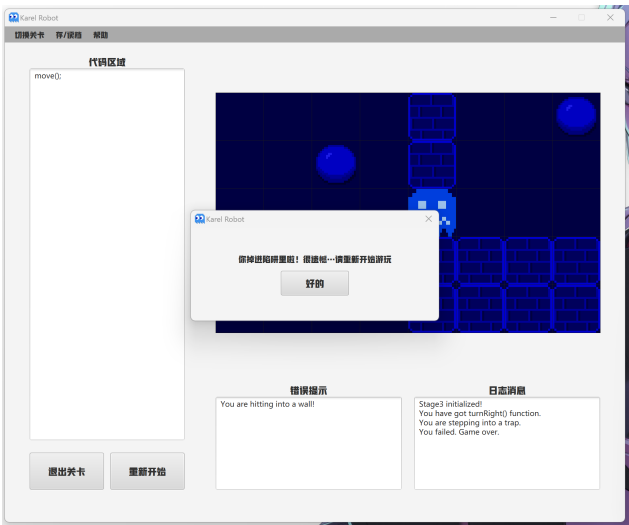 Karel Robot
切换关卡 存/读档 帮助
代码区域
move();
Karel Robot
你掉进陷阱里啦！很遗憾…请重新开始游玩
好的
错误提示
You are hitting into a wall!
日志消息
Stage3 initialized!
You have got turnRight() function.
You are stepping into a trap.
You failed. Game over.
退出关卡
重新开始